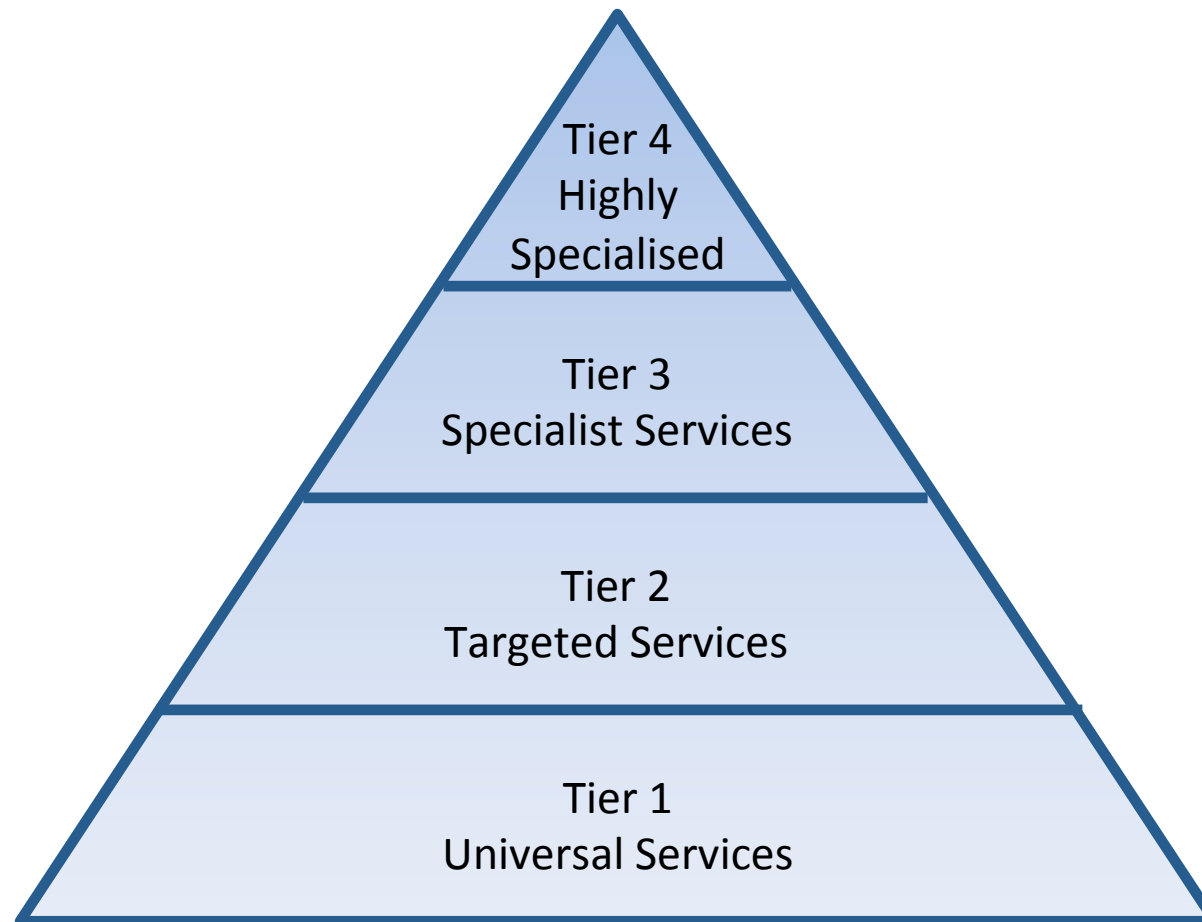 Tier 4
Highly
Specialised
Tier 3
Specialist Services
Tier 2
Targeted Services
Tier 1
Universal Services